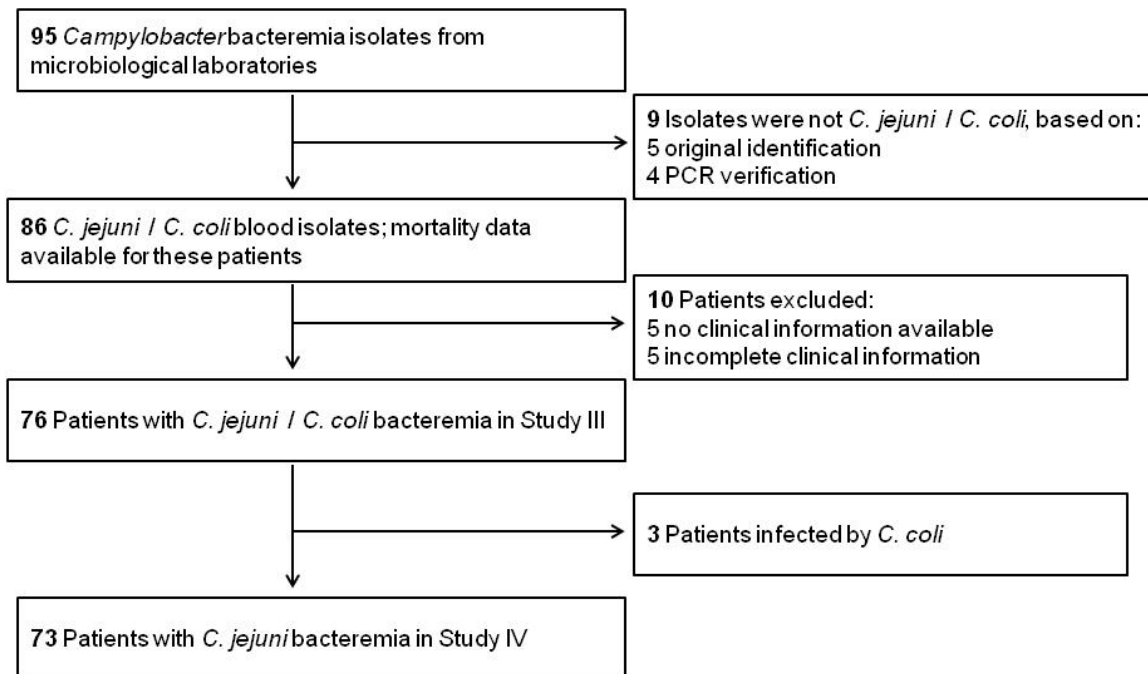 95 Campylobacter bacteremia isolates from
microbiological laboratories
9 Isolates were not C. jejuni / C. coli, based on:
5 original identification
4 PCR verification
86 C. jejuni / C. coli blood isolates; mortality data
available for these patients
10 Patients excluded:
5 no clinical information available
5 incomplete clinical information
76 Patients with C. jejuni / C. coli bacteremia in Study III
3 Patients infected by C. coli
73 Patients with C. jejuni bacteremia in Study IV